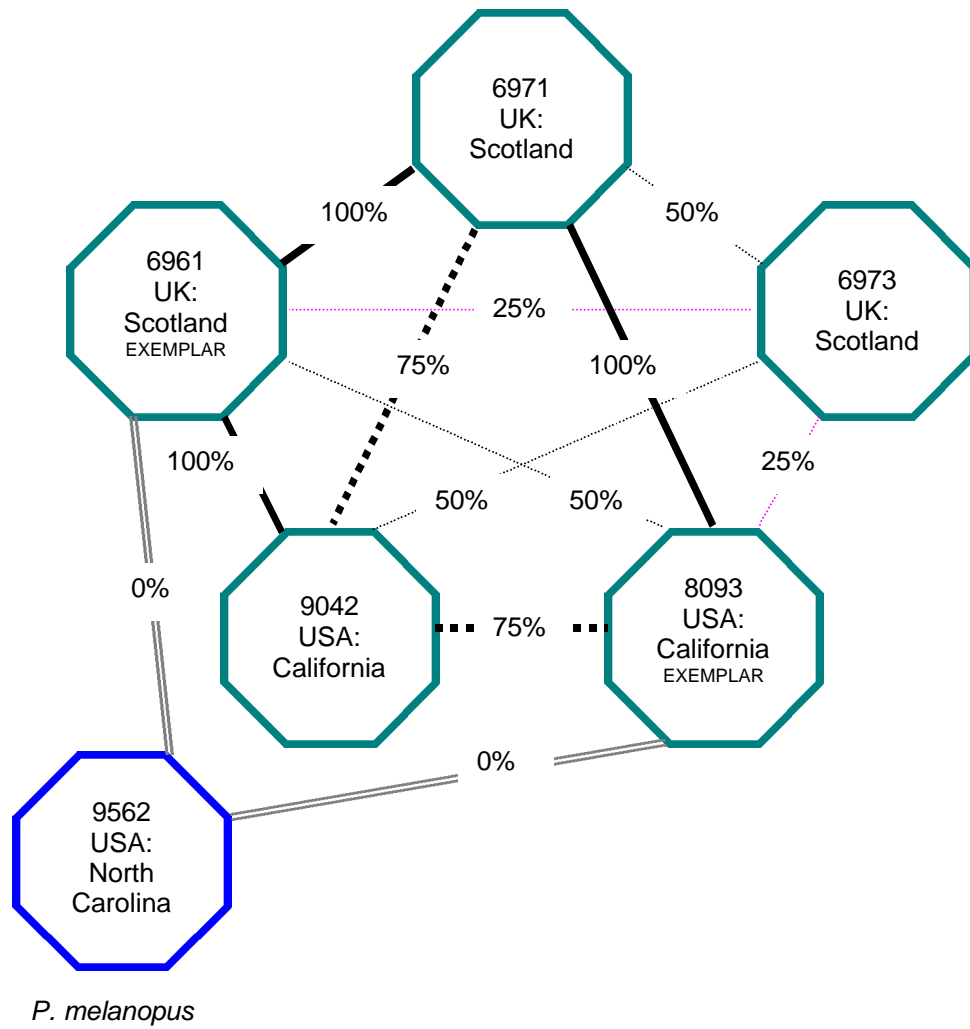 6971
UK:
Scotland
100%
50%
6961
UK:
Scotland
EXEMPLAR
6973
UK:
Scotland
25%
75%
100%
100%
25%
50%
50%
0%
9042
USA:
California
75%
8093
USA:
California
EXEMPLAR
0%
9562
USA:
North
Carolina
P. melanopus